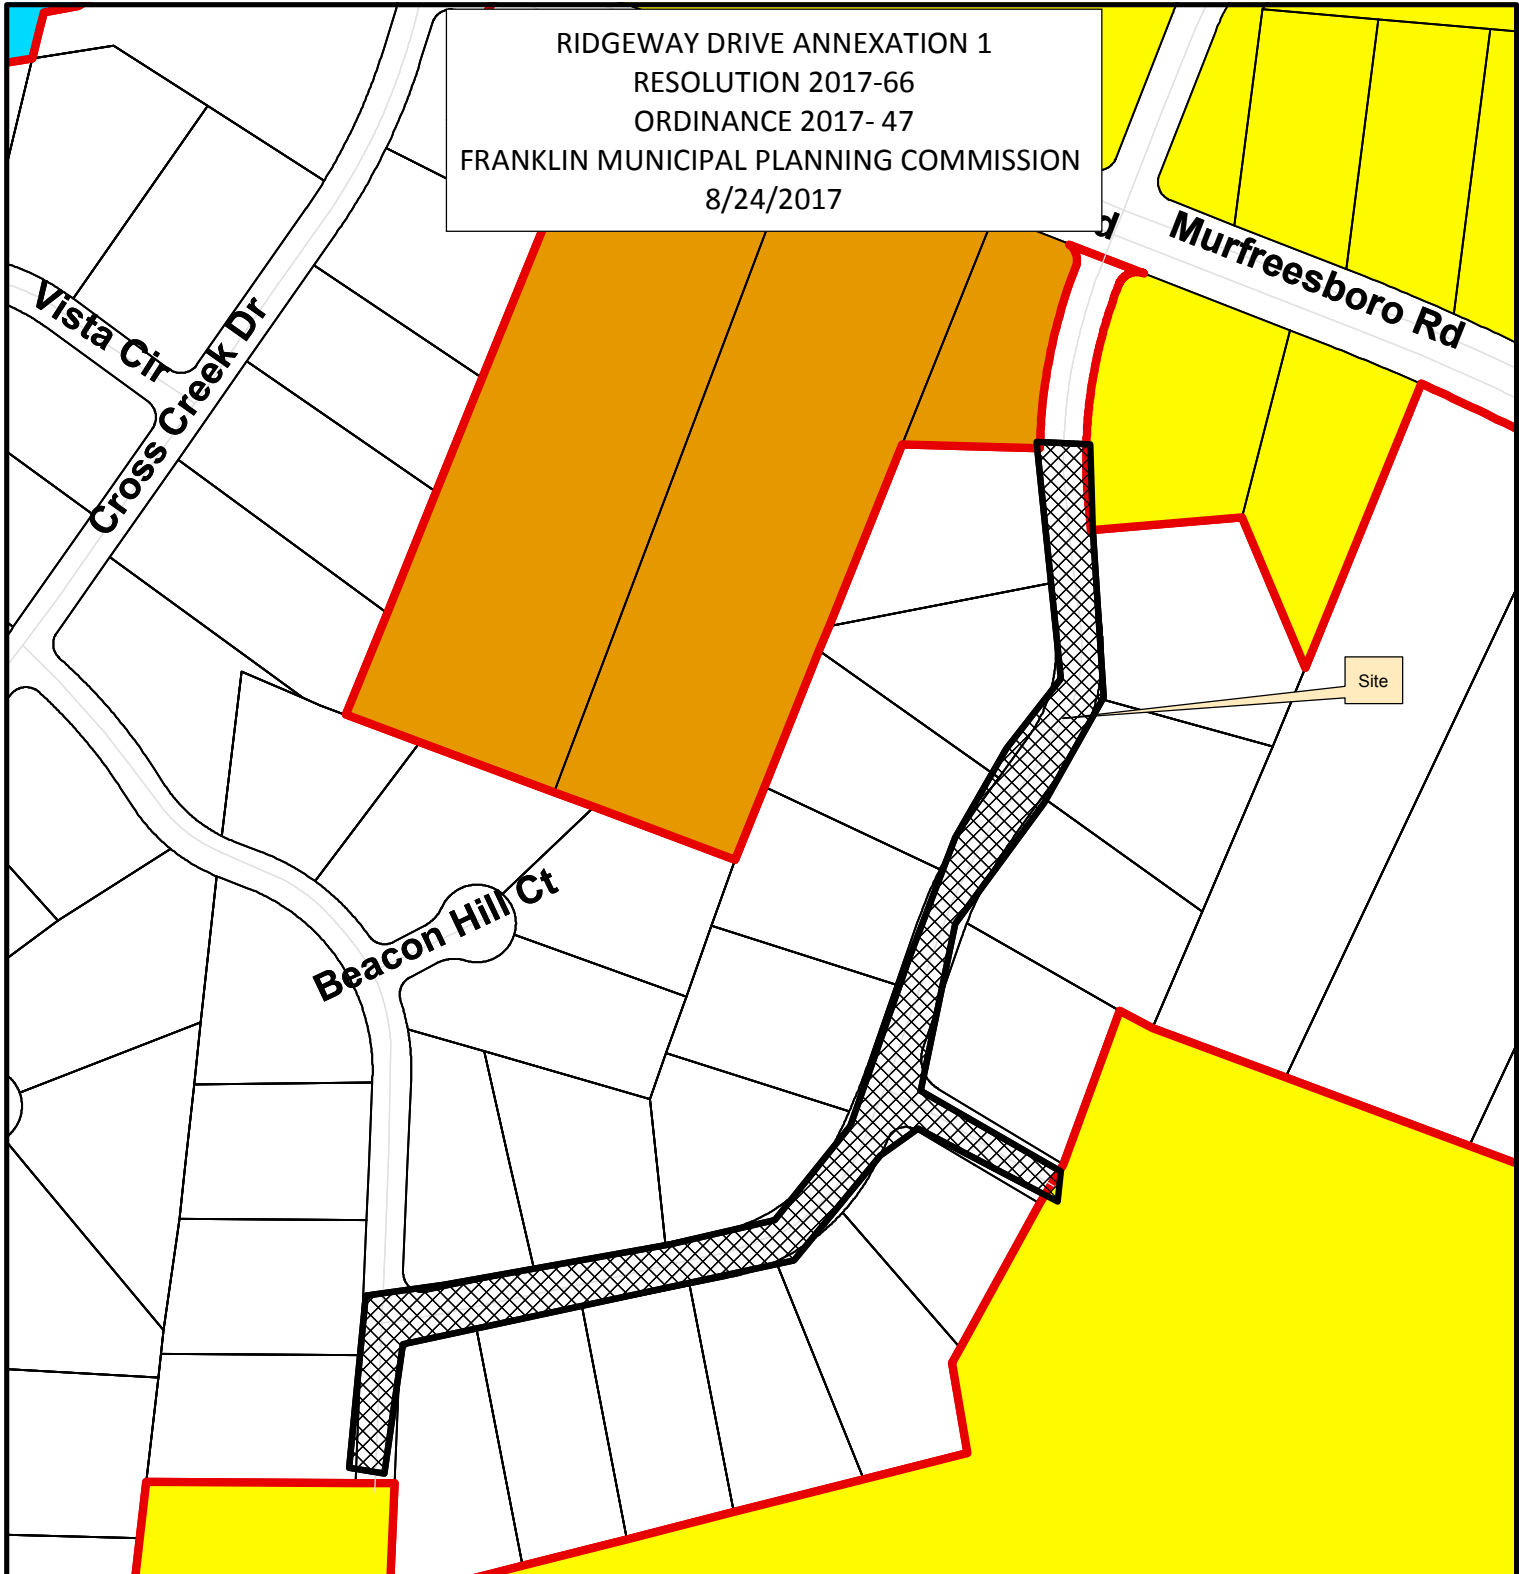 RIDGEWAY DRIVE ANNEXATION 1
RESOLUTION 2017-66
ORDINANCE 2017- 47
FRANKLIN MUNICIPAL PLANNING COMMISSION
8/24/2017
d
Murfreesboro Rd
Vista Cir
Cross Creek Dr
Site
Beacon Hill Ct